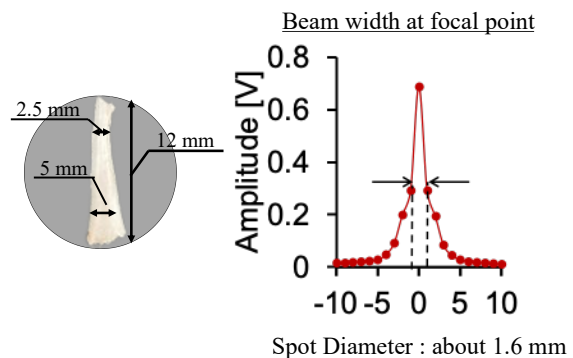 Beam width at focal point
2.5 mm
12 mm
5 mm
Amplitude [V]
0.8
0.6
0.4
0.2
0
-10 -5 0 5 10
Spot Diameter : about 1.6 mm